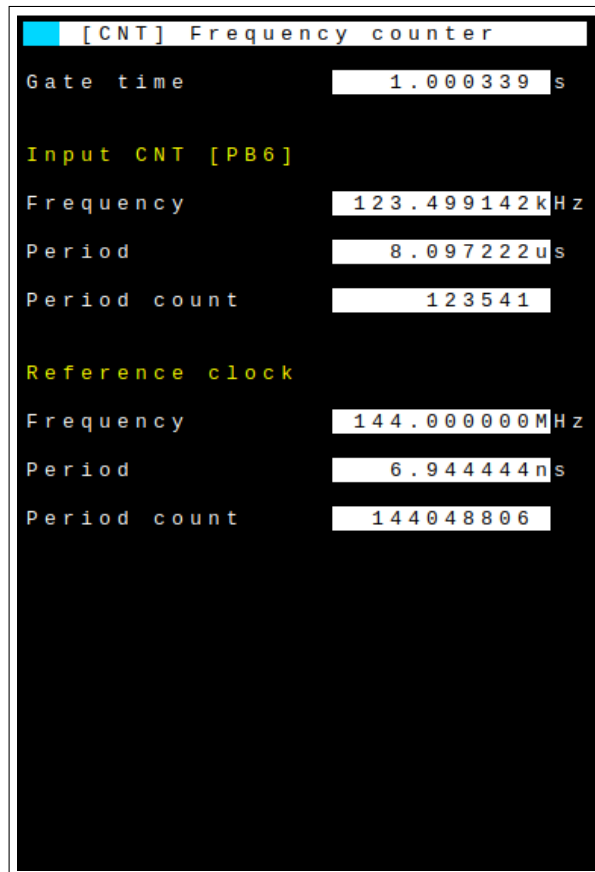 [CNT] Frequency counter
Gate time 1.000339 s
Input CNT [PB6]
Frequency 123.499142kHz
Period 8.097222us
Period count 123541
Reference clock
Frequency 144.000000MHz
Period 6.944444ns
Period count 144048806